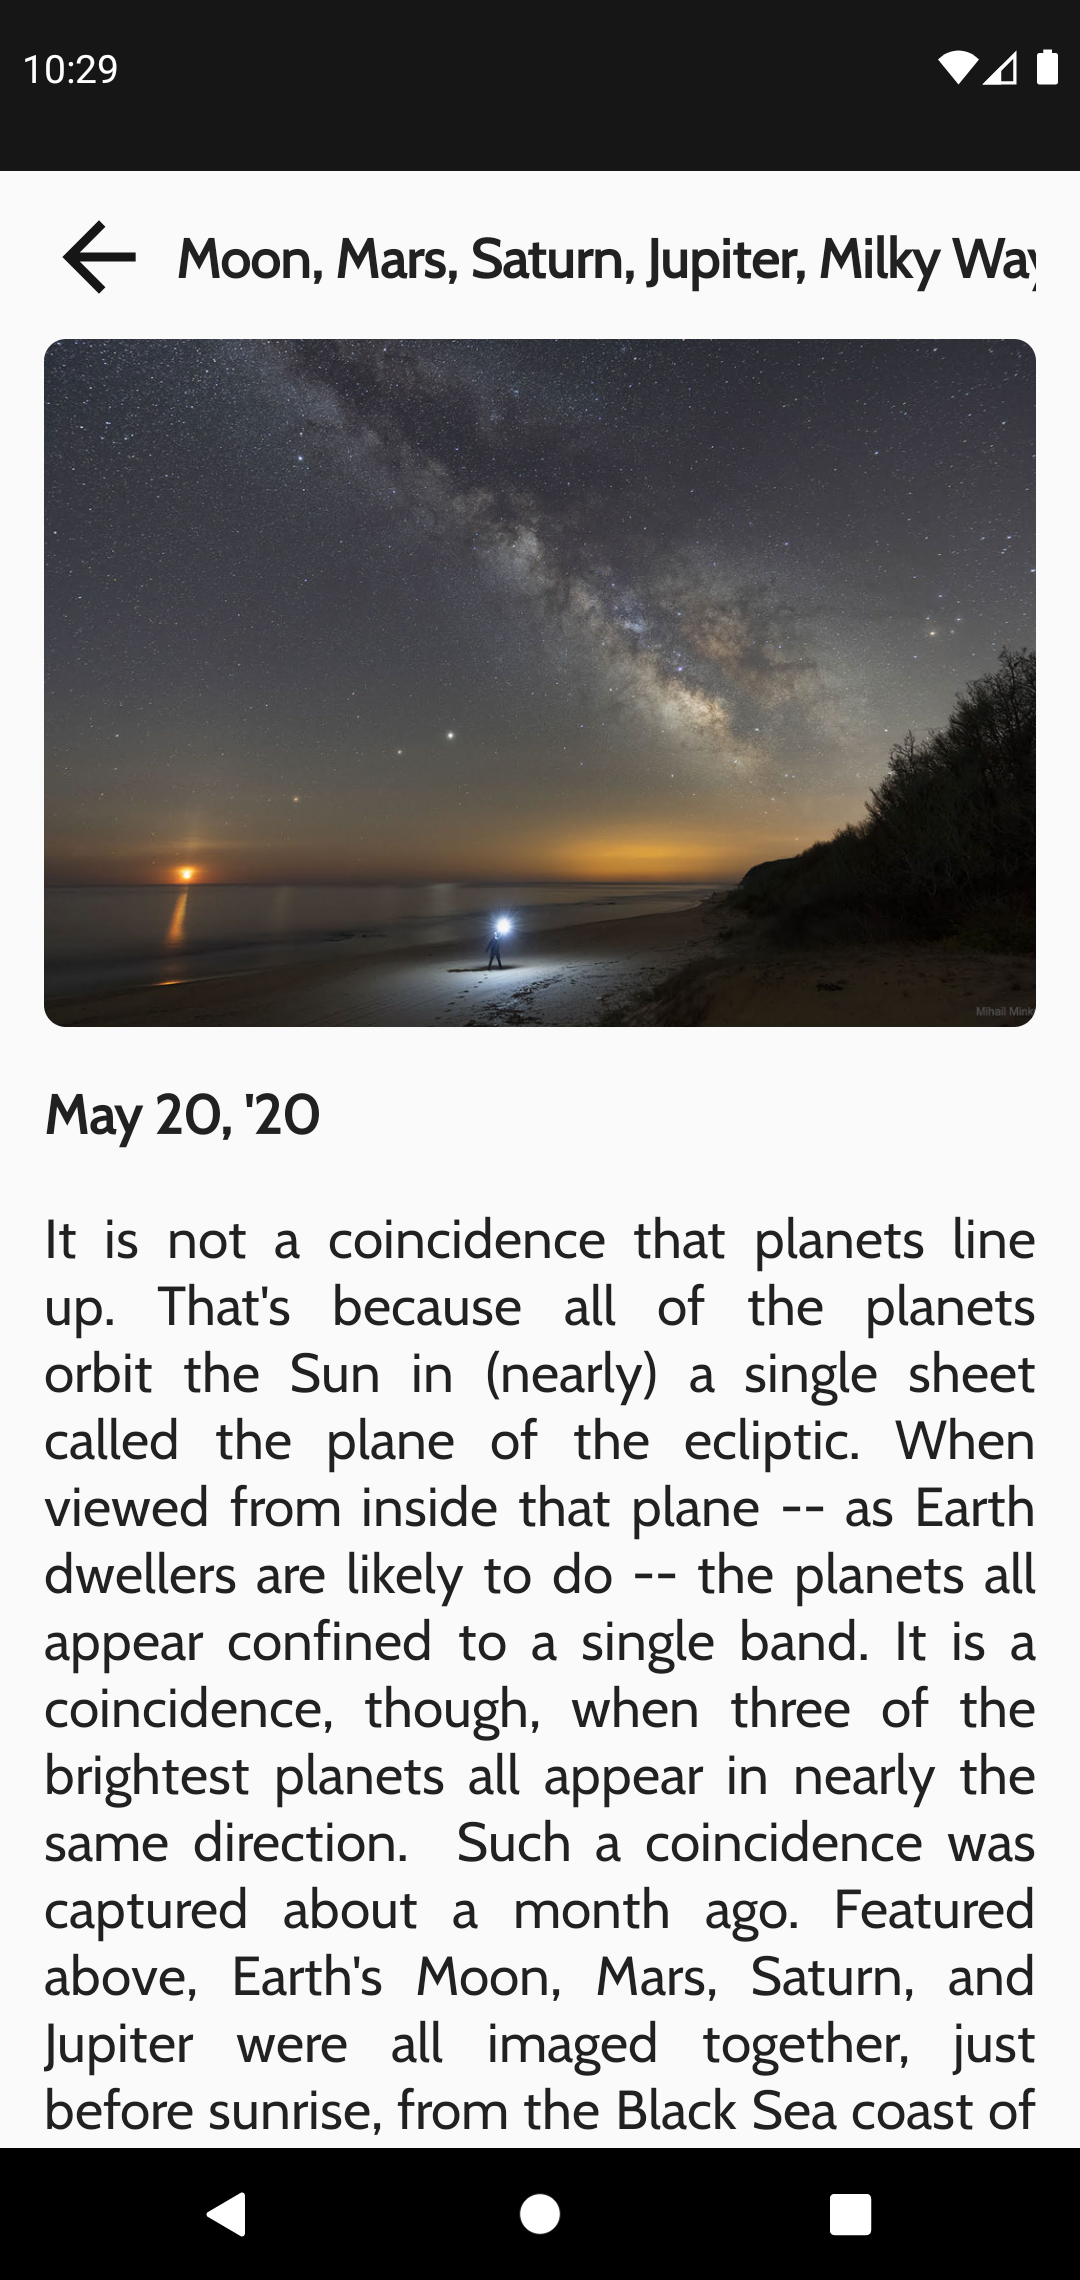 10:29
Moon, Mars, Saturn, Jupiter, Milky Way
Mihail Mink
May 20, '20
It is not a coincidence that planets line
up. That's because all of the planets
orbit the Sun in (nearly) a single sheet
called the plane of the ecliptic. When
viewed from inside that plane -- as Earth
dwellers are likely to do -- the planets all
appear confined to a single band. It is a
coincidence, though, when three of the
brightest planets all appear in nearly the
same direction. Such a coincidence was
captured about a month ago. Featured
above, Earth's Moon, Mars, Saturn, and
Jupiter were all imaged together, just
before sunrise, from the Black Sea coast of